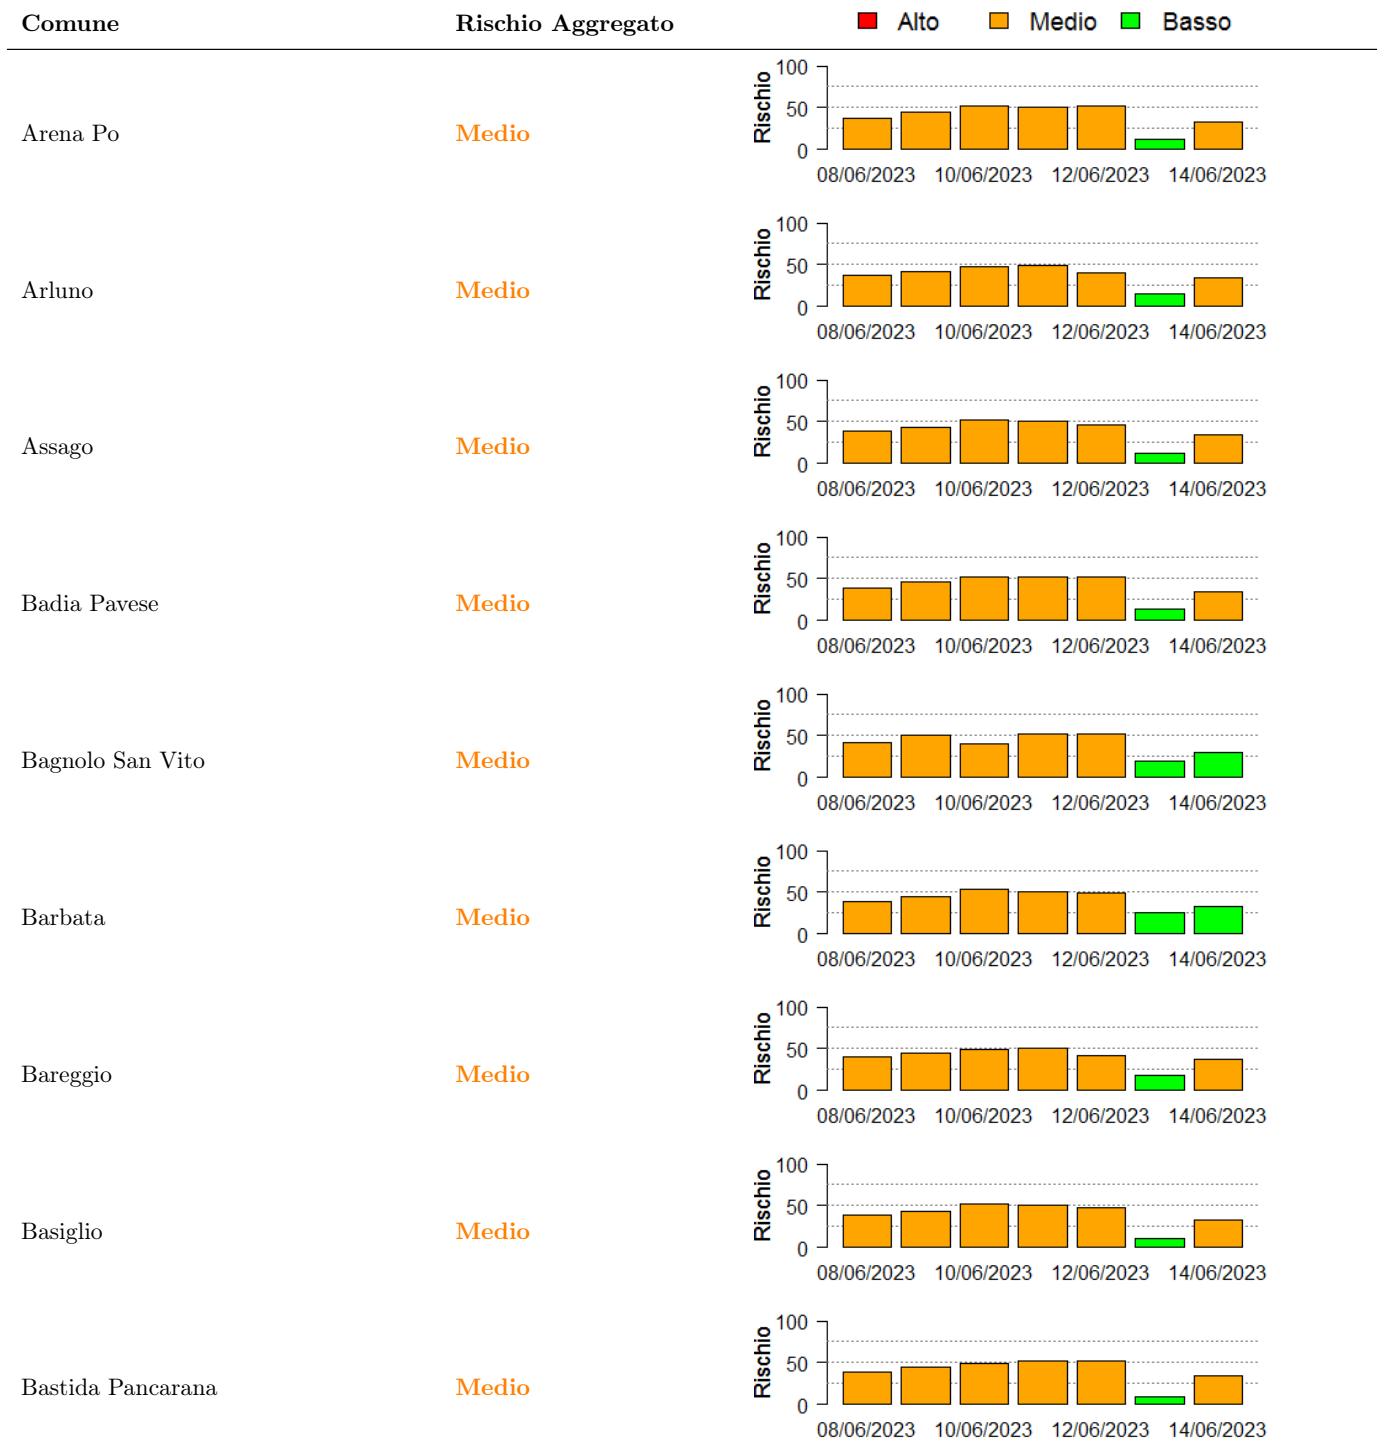 Comune Rischio Aggregato Alto Medio Basso
Arena Po Medio Rischio 100 50 0
08/06/2023 10/06/2023 12/06/2023 14/06/2023
Arluno Medio Rischio 100 50 0
08/06/2023 10/06/2023 12/06/2023 14/06/2023
Assago Medio Rischio 100 50 0
08/06/2023 10/06/2023 12/06/2023 14/06/2023
Badia Pavese Medio Rischio 100 50 0
08/06/2023 10/06/2023 12/06/2023 14/06/2023
Bagnolo San Vito Medio Rischio 100 50 0
08/06/2023 10/06/2023 12/06/2023 14/06/2023
Barbata Medio Rischio 100 50 0
08/06/2023 10/06/2023 12/06/2023 14/06/2023
Bareggio Medio Rischio 100 50 0
08/06/2023 10/06/2023 12/06/2023 14/06/2023
Basiglio Medio Rischio 100 50 0
08/06/2023 10/06/2023 12/06/2023 14/06/2023
Bastida Pancarana Medio Rischio 100 50 0
08/06/2023 10/06/2023 12/06/2023 14/06/2023